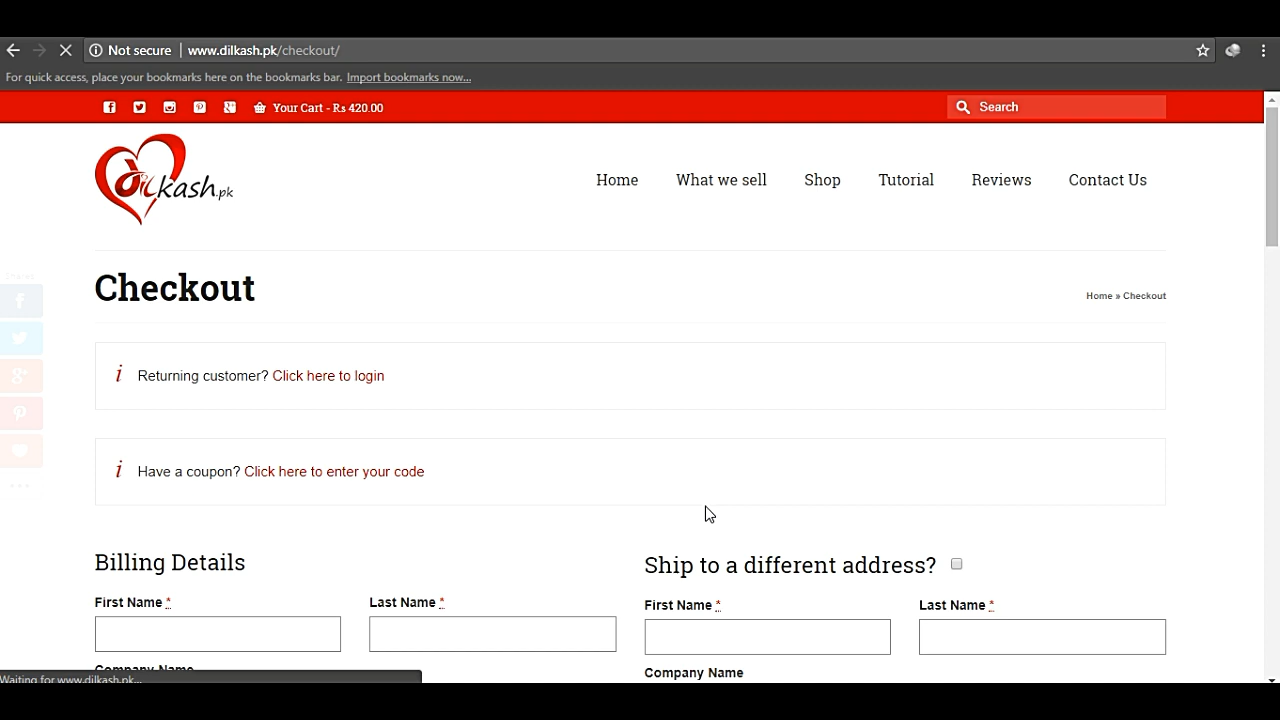 Not secure | www.dilkash.pk/checkout/
For quick access, place your bookmarks here on the bookmarks bar. Import bookmarks now...
Your Cart - Rs 420.00
Search
dilkash.pk
Home What we sell Shop Tutorial Reviews Contact Us
Checkout
Home » Checkout
Returning customer? Click here to login
Have a coupon? Click here to enter your code
Billing Details
Ship to a different address?
First Name * Last Name *
First Name * Last Name *
Company Name
Company Name
Waiting for www.dilkash.pk...